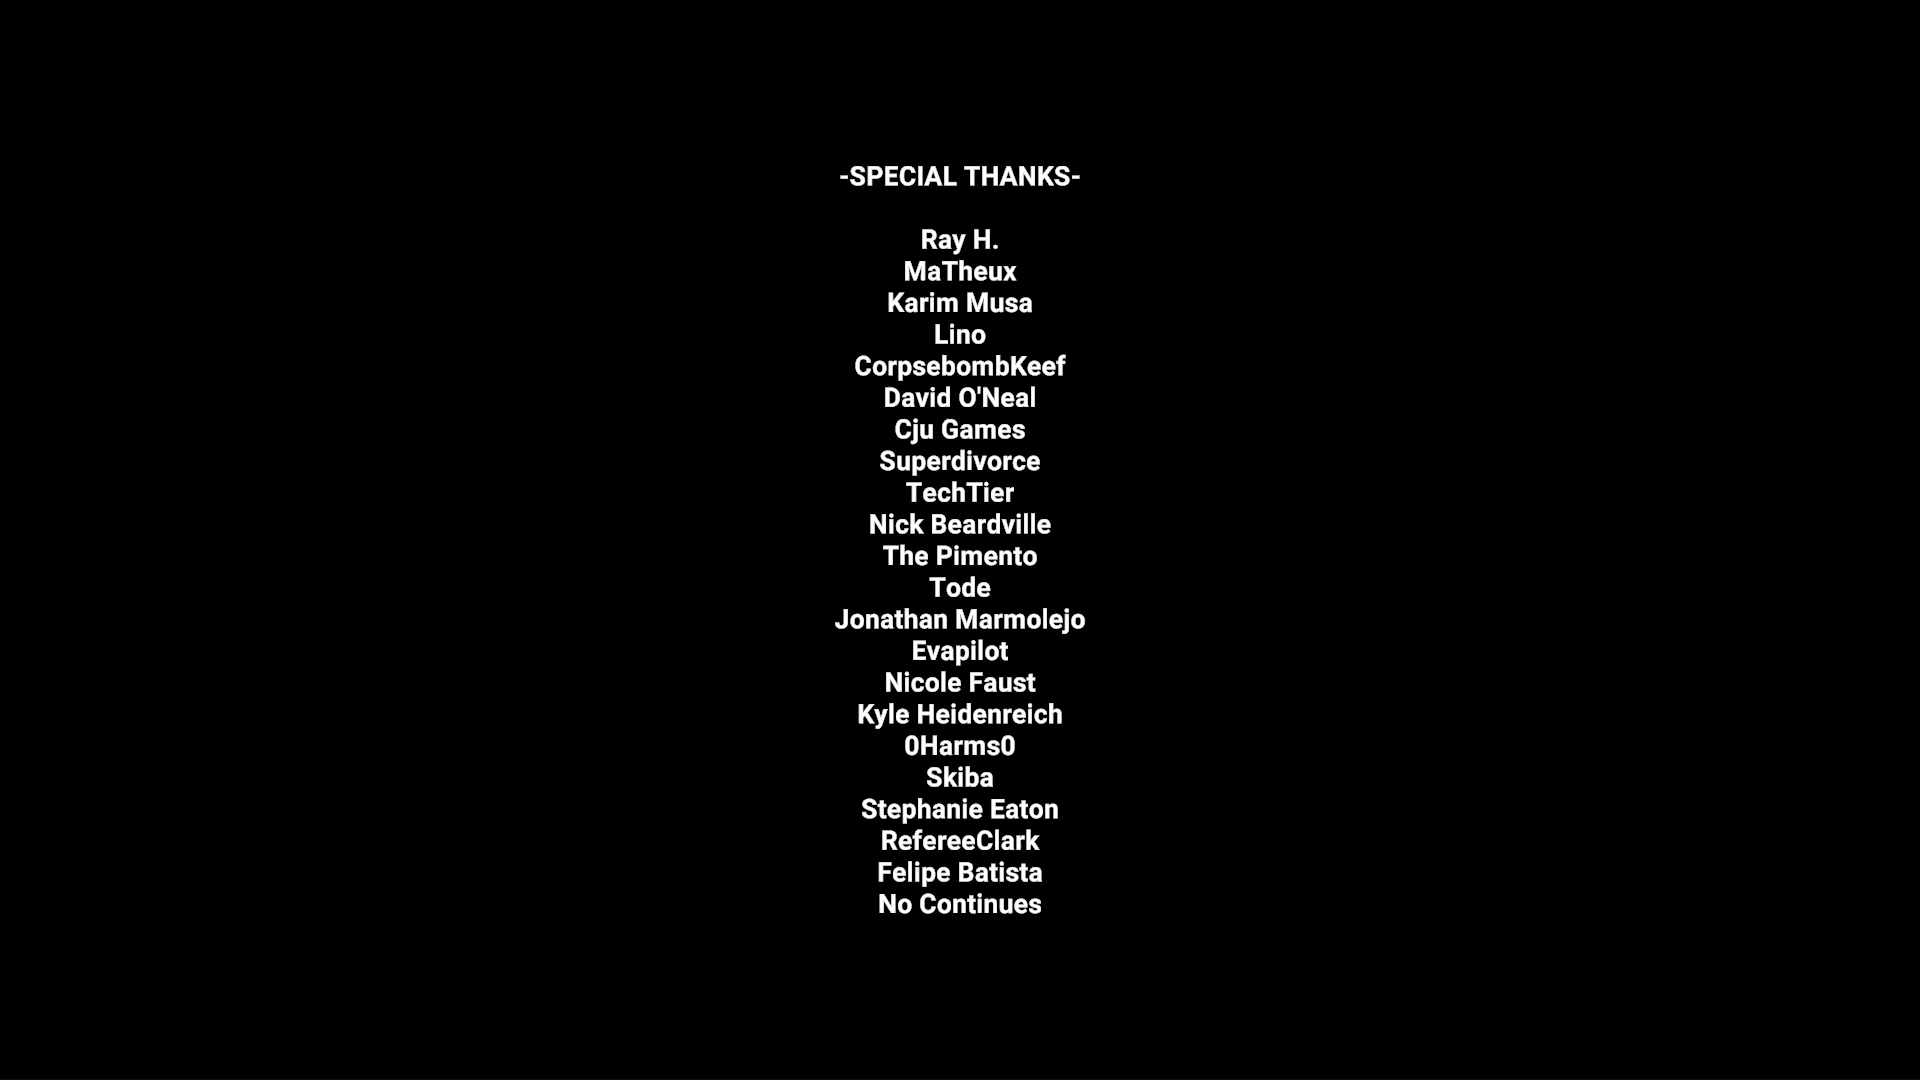 -SPECIAL THANKS-
Ray H.
MaTheux
Karim Musa
Lino
CorpsebombKeef
David O'Neal
Cju Games
Superdivorce
TechTier
Nick Beardville
The Pimento
Tode
Jonathan Marmolejo
Evapilot
Nicole Faust
Kyle Heidenreich
0Harms0
Skiba
Stephanie Eaton
RefereeClark
Felipe Batista
No Continues